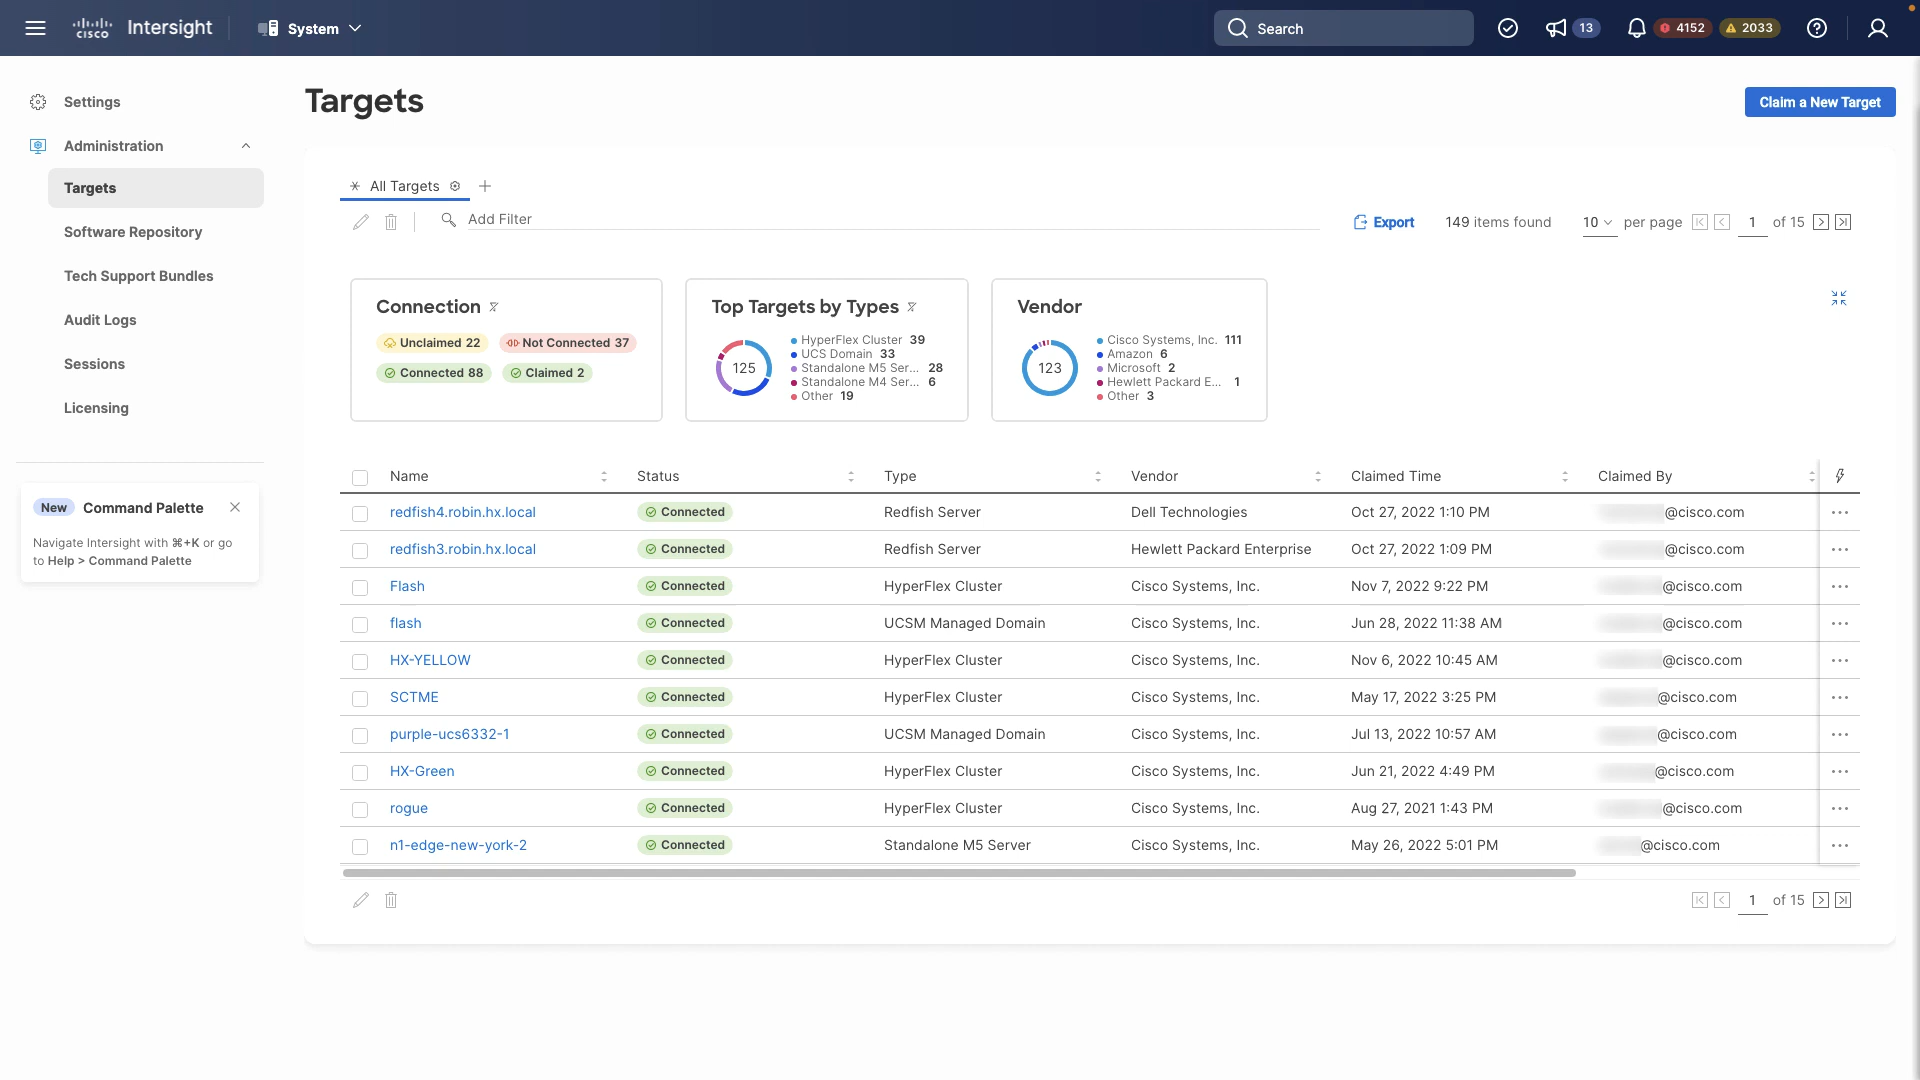 cisco Intersight System Search 13 4152 2033
Settings
Administration
Targets
Software Repository
Tech Support Bundles
Audit Logs
Sessions
Licensing
New Command Palette
Navigate Intersight with ⌘+K or go
to Help > Command Palette
Targets
Claim a New Target
All Targets
Add Filter
Export 149 items found 10 per page 1 of 15
Connection
Unclaimed 22 Not Connected 37
Connected 88 Claimed 2
Top Targets by Types
125
HyperFlex Cluster 39
UCS Domain 33
Standalone M5 Ser... 28
Standalone M4 Ser... 6
Other 19
Vendor
123
Cisco Systems, Inc. 111
Amazon 6
Microsoft 2
Hewlett Packard E... 1
Other 3
Name Status Type Vendor Claimed Time Claimed By
redfish4.robin.hx.local Connected Redfish Server Dell Technologies Oct 27, 2022 1:10 PM @cisco.com
redfish3.robin.hx.local Connected Redfish Server Hewlett Packard Enterprise Oct 27, 2022 1:09 PM @cisco.com
Flash Connected HyperFlex Cluster Cisco Systems, Inc. Nov 7, 2022 9:22 PM @cisco.com
flash Connected UCSM Managed Domain Cisco Systems, Inc. Jun 28, 2022 11:38 AM @cisco.com
HX-YELLOW Connected HyperFlex Cluster Cisco Systems, Inc. Nov 6, 2022 10:45 AM @cisco.com
SCTME Connected HyperFlex Cluster Cisco Systems, Inc. May 17, 2022 3:25 PM @cisco.com
purple-ucs6332-1 Connected UCSM Managed Domain Cisco Systems, Inc. Jul 13, 2022 10:57 AM @cisco.com
HX-Green Connected HyperFlex Cluster Cisco Systems, Inc. Jun 21, 2022 4:49 PM @cisco.com
rogue Connected HyperFlex Cluster Cisco Systems, Inc. Aug 27, 2021 1:43 PM @cisco.com
n1-edge-new-york-2 Connected Standalone M5 Server Cisco Systems, Inc. May 26, 2022 5:01 PM @cisco.com
1 of 15